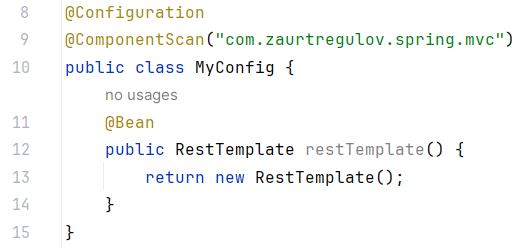 8 @Configuration
9 @ComponentScan("com.zaurtregulov.spring.mvc")
10 public class MyConfig {
no usages
11 @Bean
12 public RestTemplate restTemplate() {
13 return new RestTemplate();
14 }
15 }